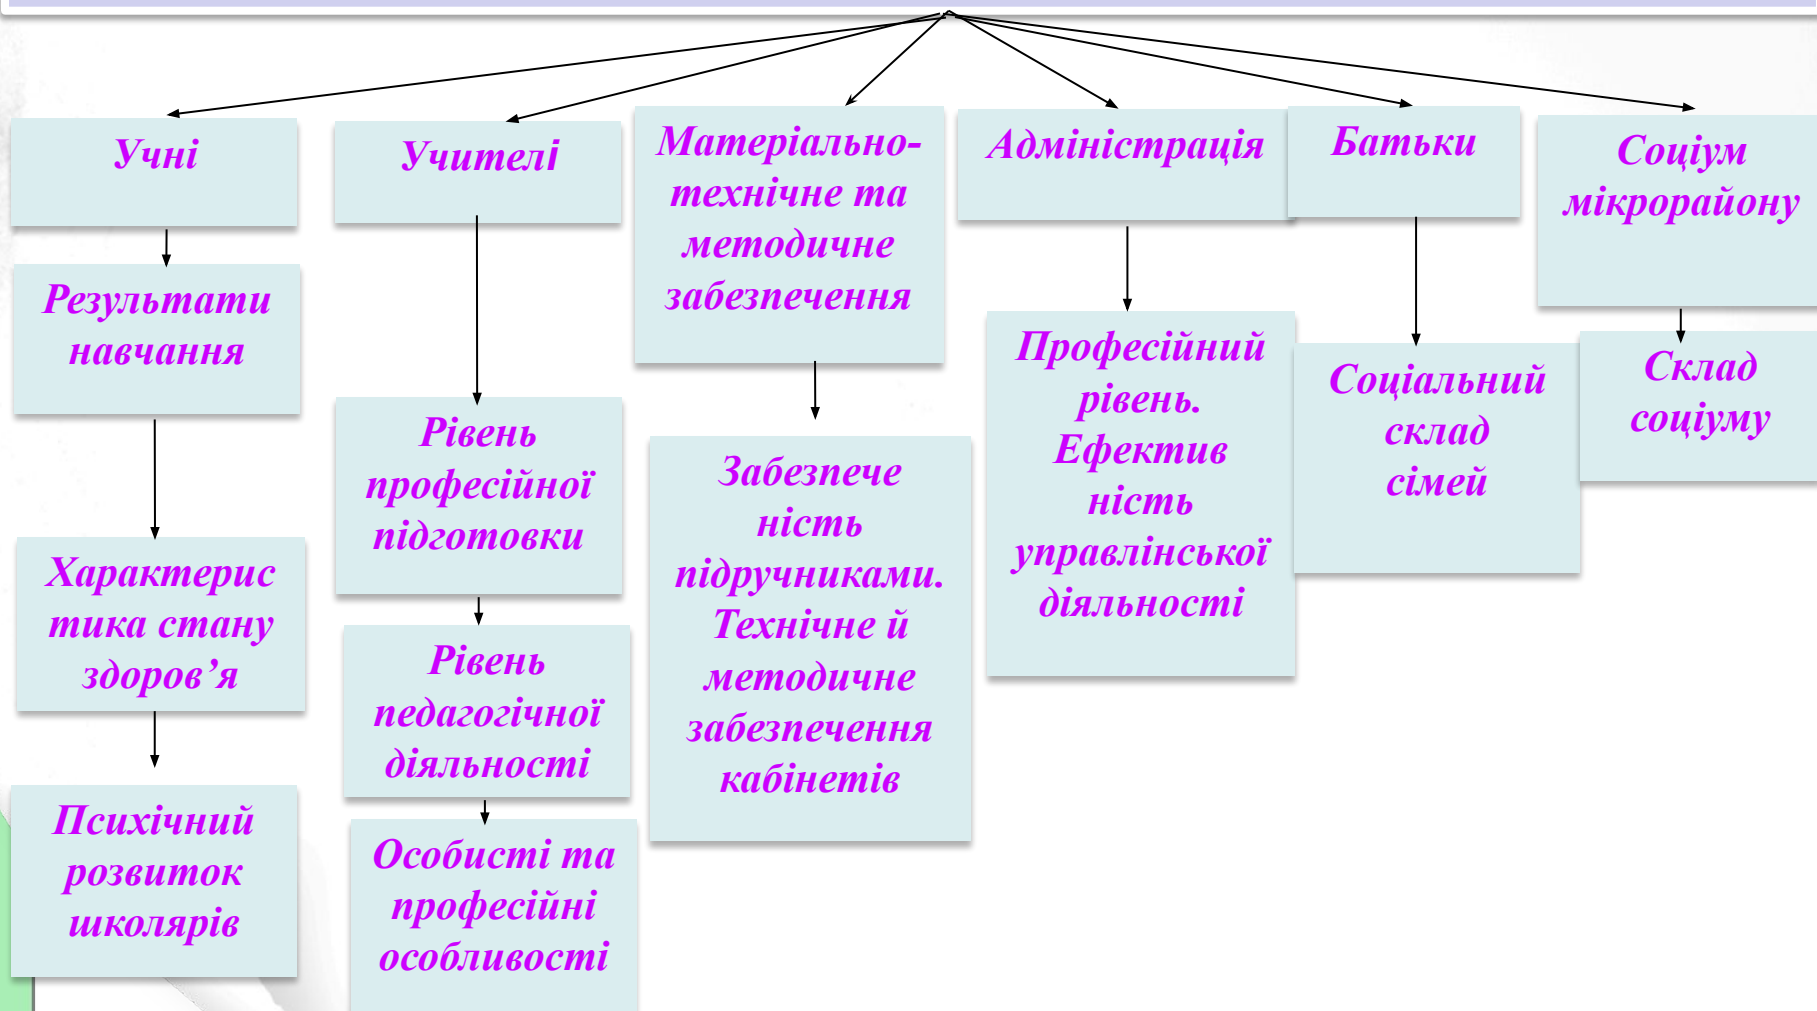 Учні
Результати
навчання
Характерис
тика стану
здоров’я
Психічний
розвиток
школярів
Учителі
Рівень
професійної
підготовки
Рівень
педагогічної
діяльності
Особисті та
професійні
особливості
Матеріально-
технічне та
методичне
забезпечення
Забезпече
ність
підручниками.
Технічне й
методичне
забезпечення
кабінетів
Адміністрація
Професійний
рівень.
Ефектив
ність
управлінської
діяльності
Батьки
Соціальний
склад
сімей
Соціум
мікрорайону
Склад
соціуму